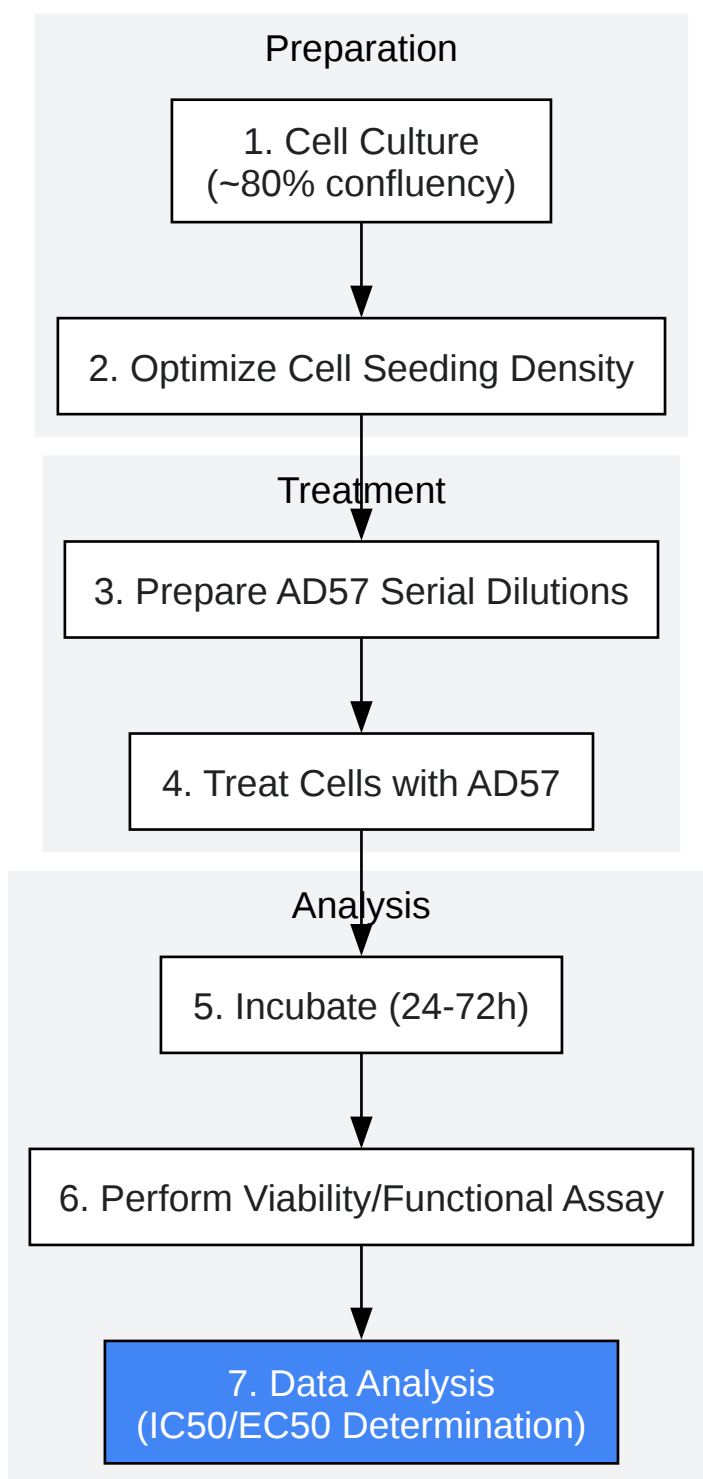 Preparation
1. Cell Culture
(~80% confluency)
2. Optimize Cell Seeding Density
Treatment
3. Prepare AD57 Serial Dilutions
4. Treat Cells with AD57
Analysis
5. Incubate (24-72h)
6. Perform Viability/Functional Assay
7. Data Analysis
(IC50/EC50 Determination)